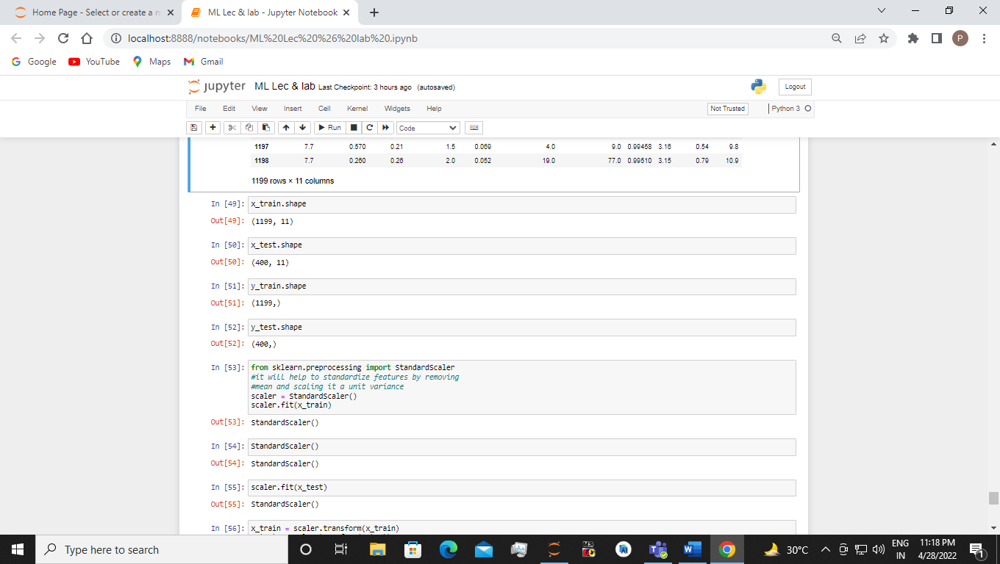 Home Page - Select or create a n
ML Lec & lab - Jupyter Notebook
localhost:8888/notebooks/ML%20Lec%20%26%20lab%20.ipynb
P
Google
YouTube
Maps
Gmail
jupyter ML Lec & lab Last Checkpoint: 3 hours ago (autosaved)
Logout
File Edit View Insert Cell Kernel Widgets Help
Not Trusted
Python 3
Run
Code
1197 7.7 0.570 0.21 1.5 0.069 4.0 9.0 0.99458 3.16 0.54 9.8
1198 7.7 0.260 0.26 2.0 0.052 19.0 77.0 0.99510 3.15 0.79 10.9
1199 rows × 11 columns
In [49]: x_train.shape
Out[49]: (1199, 11)
In [50]: x_test.shape
Out[50]: (400, 11)
In [51]: y_train.shape
Out[51]: (1199,)
In [52]: y_test.shape
Out[52]: (400,)
In [53]: from sklearn.preprocessing import StandardScaler
#it will help to standardize features by removing
#mean and scaling it a unit variance
scaler = StandardScaler()
scaler.fit(x_train)
Out[53]: StandardScaler()
In [54]: StandardScaler()
Out[54]: StandardScaler()
In [55]: scaler.fit(x_test)
Out[55]: StandardScaler()
In [56]: x_train = scaler.transform(x_train)
Type here to search
30°C
ENG
IN
11:18 PM
4/28/2022
1